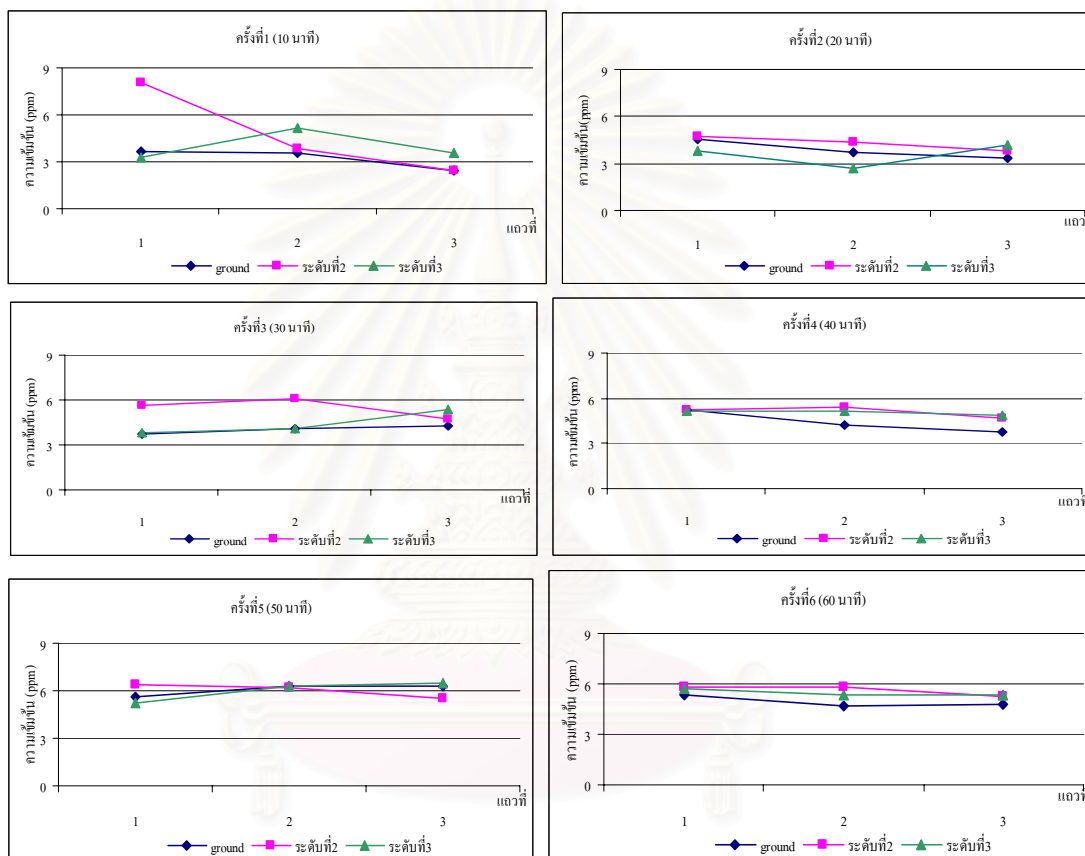 ครั้งที่1 (10 นาที)
ความเข้มข้น (ppm)
9
6
3
0
แถวที่
1 2 3
ground ระดับที่2 ระดับที่3
ครั้งที่2 (20 นาที)
ความเข้มข้น(ppm)
9
6
3
0
แถวที่
1 2 3
ground ระดับที่2 ระดับที่3
ครั้งที่3 (30 นาที)
ความเข้มข้น (ppm)
9
6
3
0
แถวที่
1 2 3
ground ระดับที่2 ระดับที่3
ครั้งที่4 (40 นาที)
ความเข้มข้น (ppm)
9
6
3
0
แถวที่
1 2 3
ground ระดับที่2 ระดับที่3
ครั้งที่5 (50 นาที)
ความเข้มข้น (ppm)
9
6
3
0
แถวที่
1 2 3
ground ระดับที่2 ระดับที่3
ครั้งที่6 (60 นาที)
ความเข้มข้น (ppm)
9
6
3
0
แถวที่
1 2 3
ground ระดับที่2 ระดับที่3